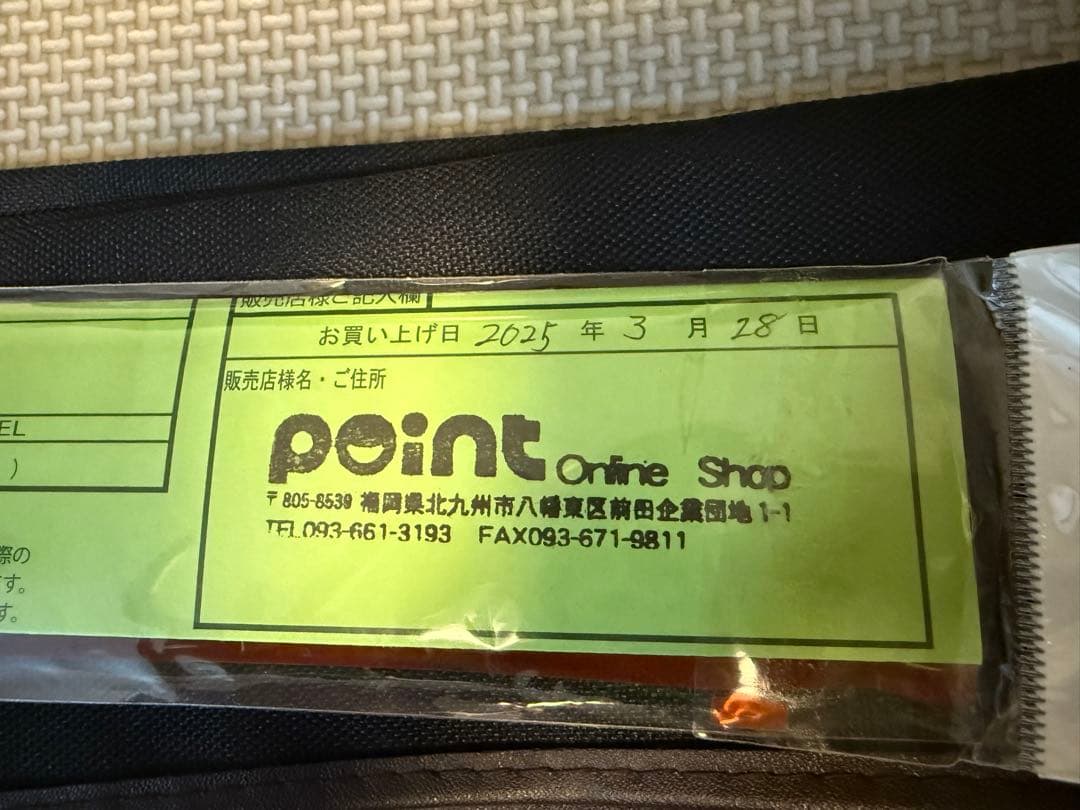 販売店様ご記入欄
お買い上げ日 2025 年 3 月 28 日
販売店様名・ご住所
point Online Shop
〒805-8539 福岡県北九州市八幡東区前田企業団地1-1
TEL093-661-3193 FAX093-671-9811
EL
)
際の
す。
す。